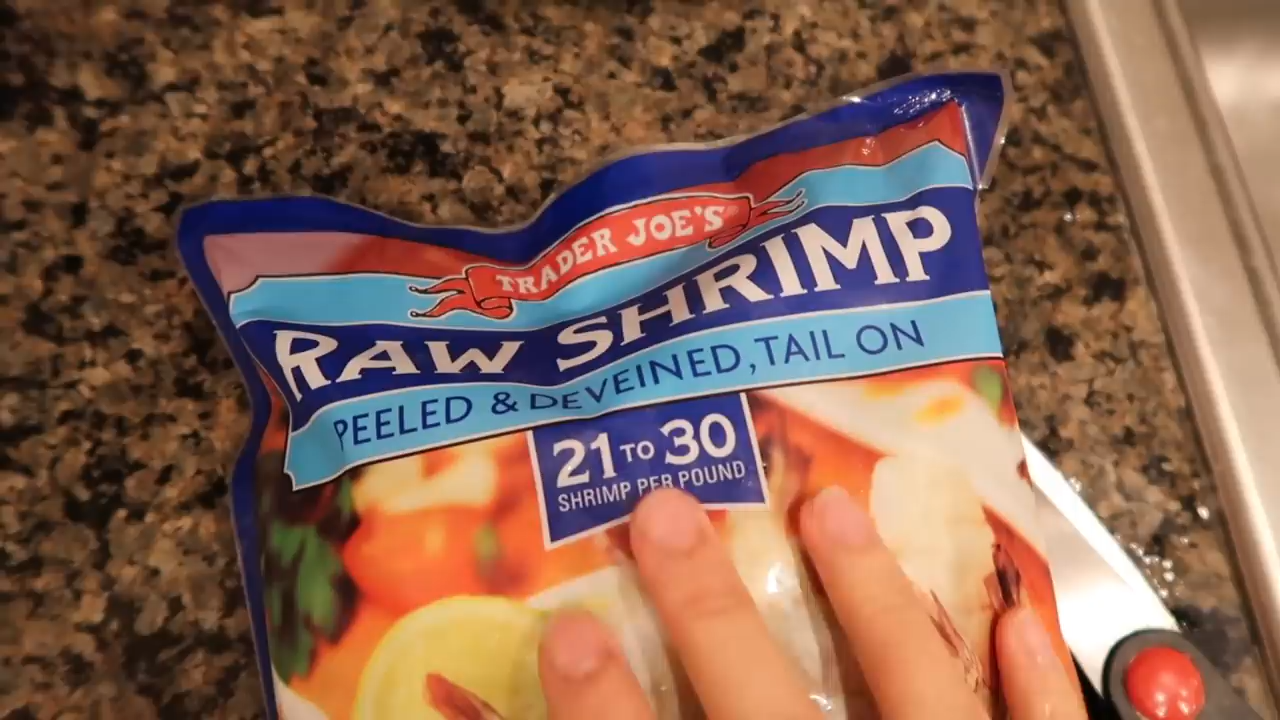 TRADER JOE'S
RAW SHRIMP
PEELED & DEVEINED, TAIL ON
21 TO 30
SHRIMP PER POUND